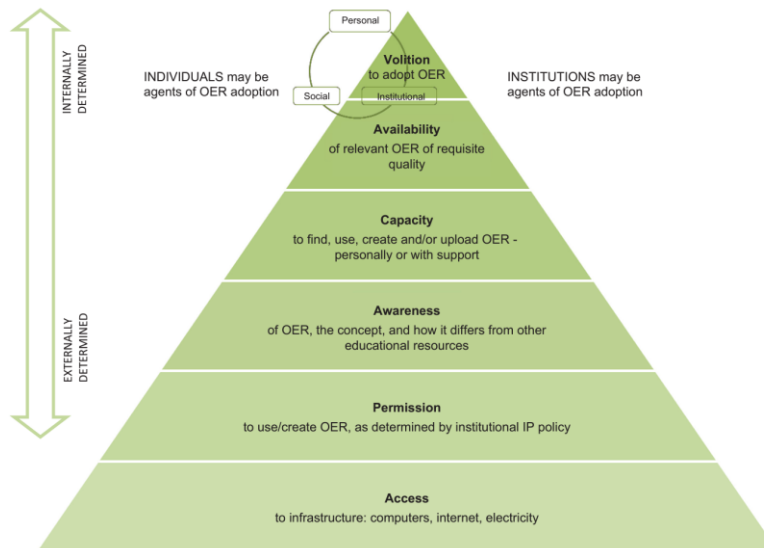 Personal
Volition
to adopt OER
Social
Institutional
INDIVIDUALS may be
agents of OER adoption
INSTITUTIONS may be
agents of OER adoption
INTERNALLY
DETERMINED
Availability
of relevant OER of requisite
quality
Capacity
to find, use, create and/or upload OER -
personally or with support
Awareness
of OER, the concept, and how it differs from other
educational resources
EXTERNALLY
DETERMINED
Permission
to use/create OER, as determined by institutional IP policy
Access
to infrastructure: computers, internet, electricity